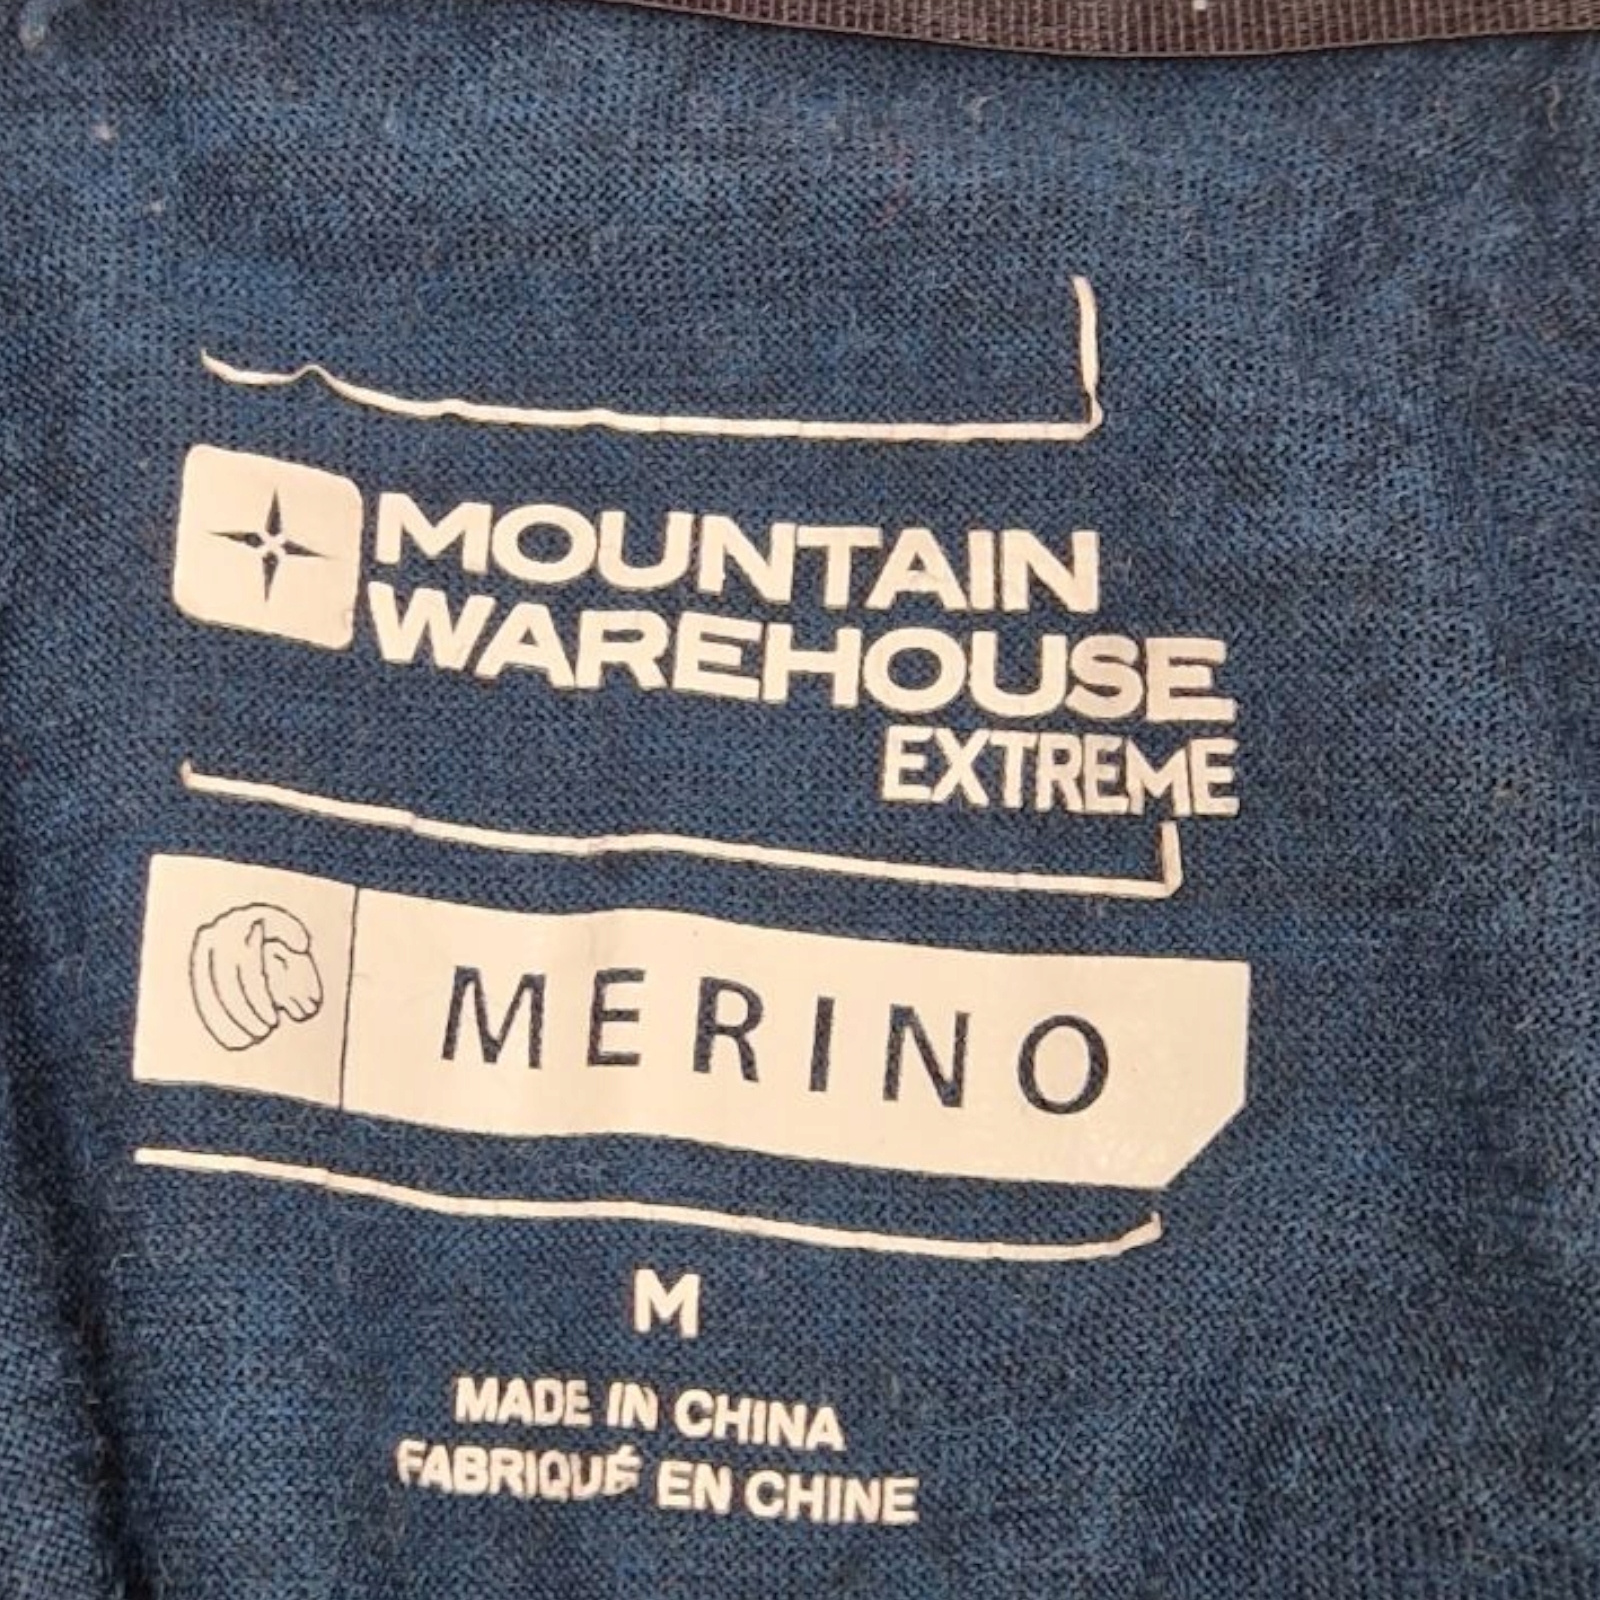 MOUNTAIN
WAREHOUSE
EXTREME
MERINO
M
MADE IN CHINA
FABRIQUÉ EN CHINE